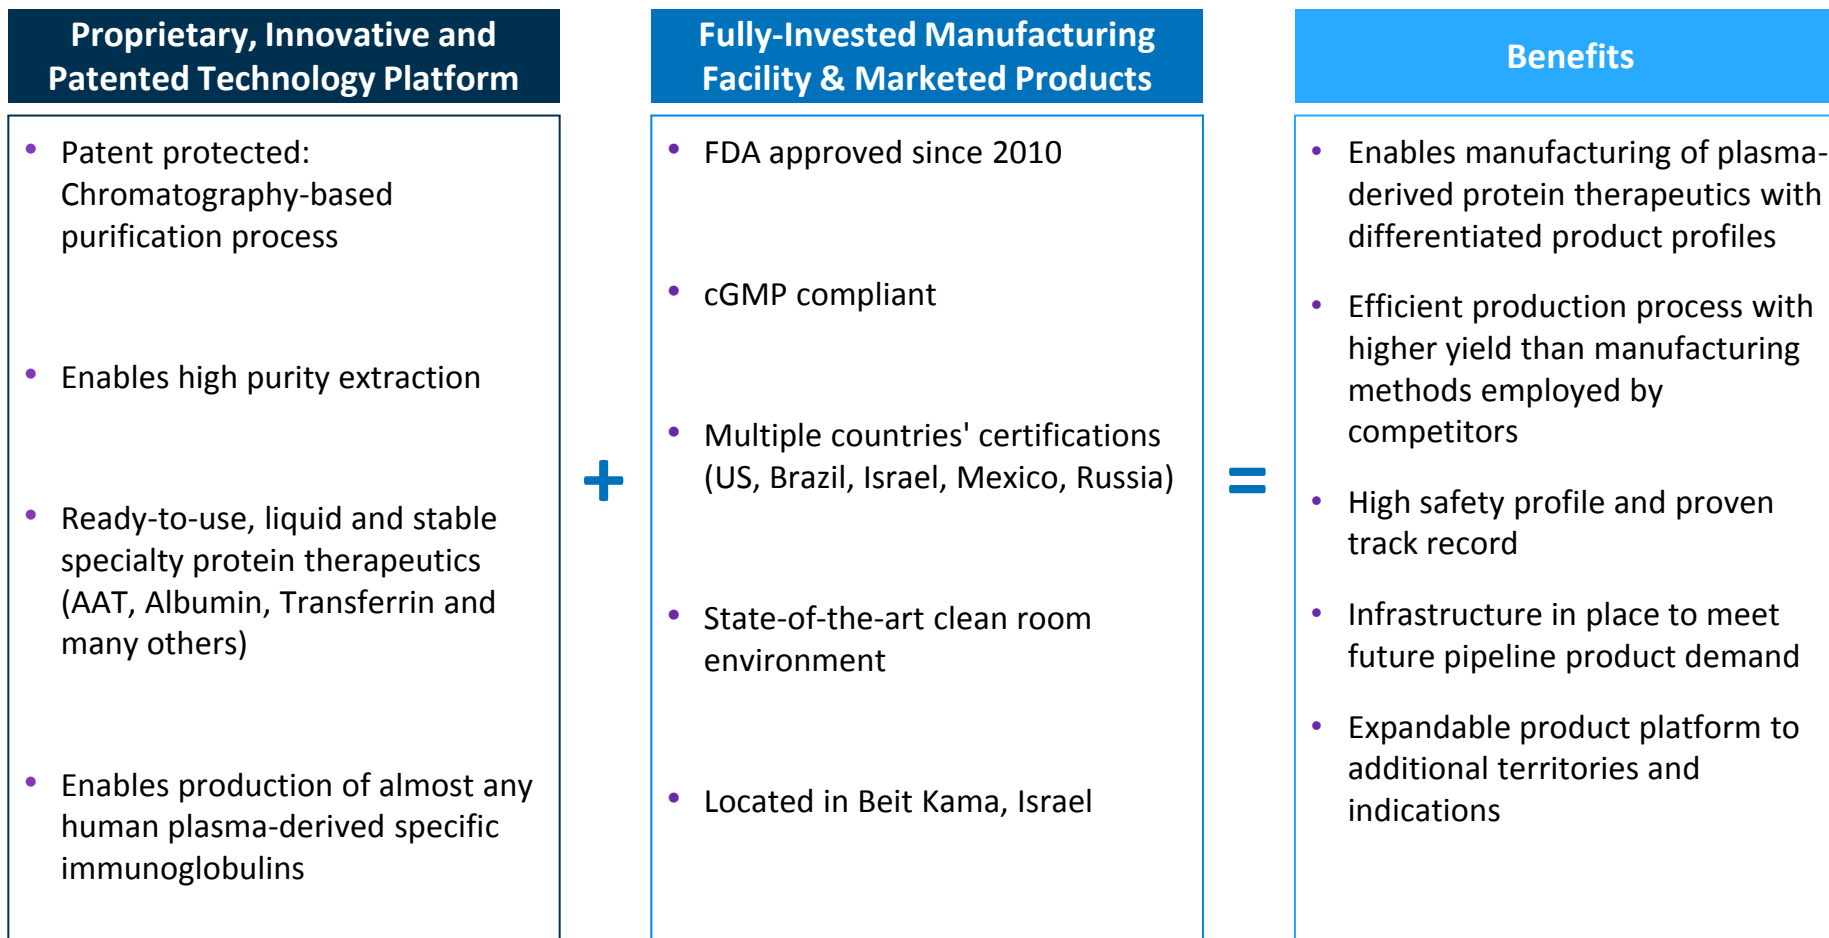 Proprietary, Innovative and
Patented Technology Platform
• Patent protected:
Chromatography-based
purification process
• Enables high purity extraction
• Ready-to-use, liquid and stable
specialty protein therapeutics
(AAT, Albumin, Transferrin and
many others)
• Enables production of almost any
human plasma-derived specific
immunoglobulins
+
Fully-Invested Manufacturing
Facility & Marketed Products
• FDA approved since 2010
• cGMP compliant
• Multiple countries' certifications
(US, Brazil, Israel, Mexico, Russia)
• State-of-the-art clean room
environment
• Located in Beit Kama, Israel
=
Benefits
• Enables manufacturing of plasma-
derived protein therapeutics with
differentiated product profiles
• Efficient production process with
higher yield than manufacturing
methods employed by
competitors
• High safety profile and proven
track record
• Infrastructure in place to meet
future pipeline product demand
• Expandable product platform to
additional territories and
indications